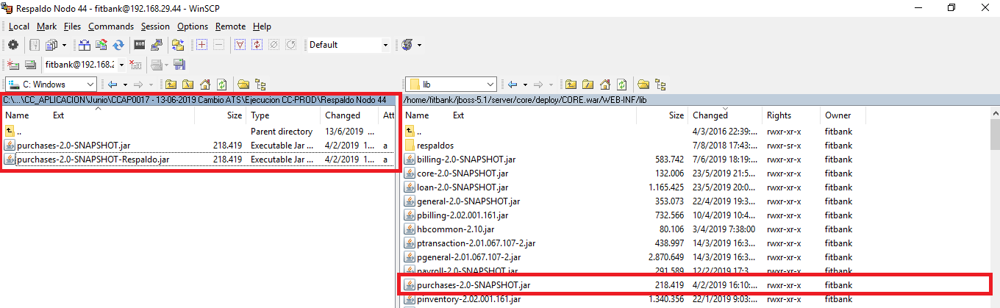 Respaldo Nodo 44 - fitbank@192.168.29.44 - WinSCP
Local Mark Files Commands Session Options Remote Help
Default
fitbank@192.168.2
C: Windows
lib
C:\...\CC_APLICACION\Junio\CCAP0017 - 13-06-2019 Cambio ATS\Ejecucion CC-PROD\Respaldo Nodo 44
Name Ext Size Type Changed Att
.. Parent directory 13/6/2019 ...
purchases-2.0-SNAPSHOT.jar 218.419 Executable Jar ... 4/2/2019 1... a
purchases-2.0-SNAPSHOT-Respaldo.jar 218.419 Executable Jar ... 4/2/2019 1... a
/home/fitbank/jboss-5.1/server/core/deploy/CORE.war/WEB-INF/lib
Name Ext Size Changed Rights Owner
.. 4/3/2016 22:39:... rwxr-xr-x fitbank
respaldos 7/8/2018 17:43:... rwxr-sr-x fitbank
billing-2.0-SNAPSHOT.jar 583.742 7/6/2019 18:19:... rwxr-xr-x fitbank
core-2.0-SNAPSHOT.jar 132.006 23/5/2019 21:5... rwxr-xr-x fitbank
loan-2.0-SNAPSHOT.jar 1.165.425 23/5/2019 20:0... rwxr-xr-x fitbank
general-2.0-SNAPSHOT.jar 353.073 22/4/2019 19:3... rwxr-xr-x fitbank
pbilling-2.02.001.161.jar 732.566 10/4/2019 10:4... rwxr-xr-x fitbank
hbcommon-2.10.jar 80.106 3/4/2019 7:38:00 rwxr-xr-x fitbank
ptransaction-2.01.067.107-2.jar 438.997 14/3/2019 16:3... rwxr-xr-x fitbank
pgeneral-2.01.067.107-2.jar 2.870.649 14/3/2019 16:3... rwxr-xr-x fitbank
payroll-2.0-SNAPSHOT.jar 291.589 12/2/2019 17:3... rwxr-xr-x fitbank
purchases-2.0-SNAPSHOT.jar 218.419 4/2/2019 16:10:... rwxr-xr-x fitbank
pinventory-2.02.001.161.jar 1.340.356 22/1/2019 9:03:... rwxr-xr-x fitbank